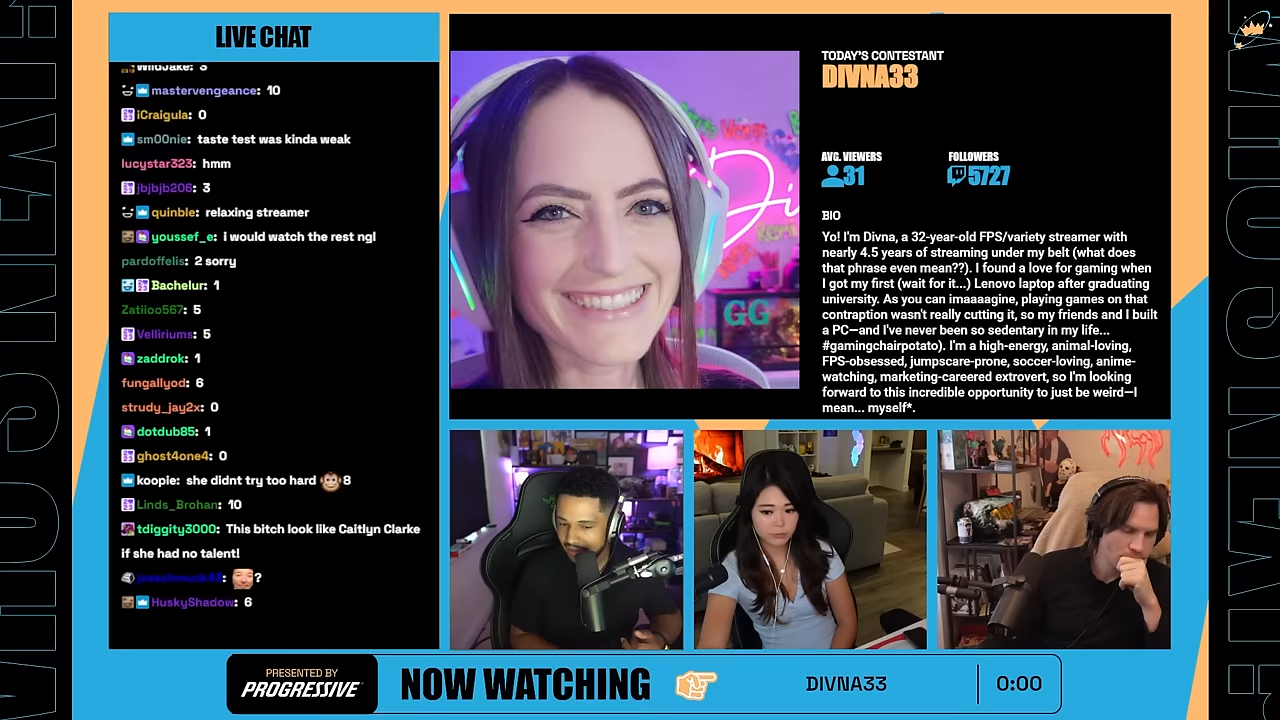 LIVE CHAT
WildJake: 3
mastervengeance: 10
iCraigula: 0
sm00nie: taste test was kinda weak
lucystar323: hmm
jbjbjb206: 3
quinble: relaxing streamer
youssef_e: i would watch the rest ngl
pardoffelis: 2 sorry
Bachelur: 1
Zatiioo567: 5
Velliriums: 5
zaddrok: 1
fungallyod: 6
strudy_jay2x: 0
dotdub85: 1
ghost4one4: 0
koopie: she didnt try too hard 8
Linds_Brohan: 10
tdiggity3000: This bitch look like Caitlyn Clarke
if she had no talent!
?
HuskyShadow: 6
TODAY'S CONTESTANT
DIVNA33
AVG. VIEWERS
31
FOLLOWERS
5727
BIO
Yo! I'm Divna, a 32-year-old FPS/variety streamer with
nearly 4.5 years of streaming under my belt (what does
that phrase even mean??). I found a love for gaming when
I got my first (wait for it...) Lenovo laptop after graduating
university. As you can imaaaagine, playing games on that
contraption wasn't really cutting it, so my friends and I built
a PC—and I've never been so sedentary in my life...
#gamingchairpotato). I'm a high-energy, animal-loving,
FPS-obsessed, jumpscare-prone, soccer-loving, anime-
watching, marketing-careered extrovert, so I'm looking
forward to this incredible opportunity to just be weird—I
mean... myself*.
GG
PRESENTED BY
PROGRESSIVE
NOW WATCHING
DIVNA33
0:00